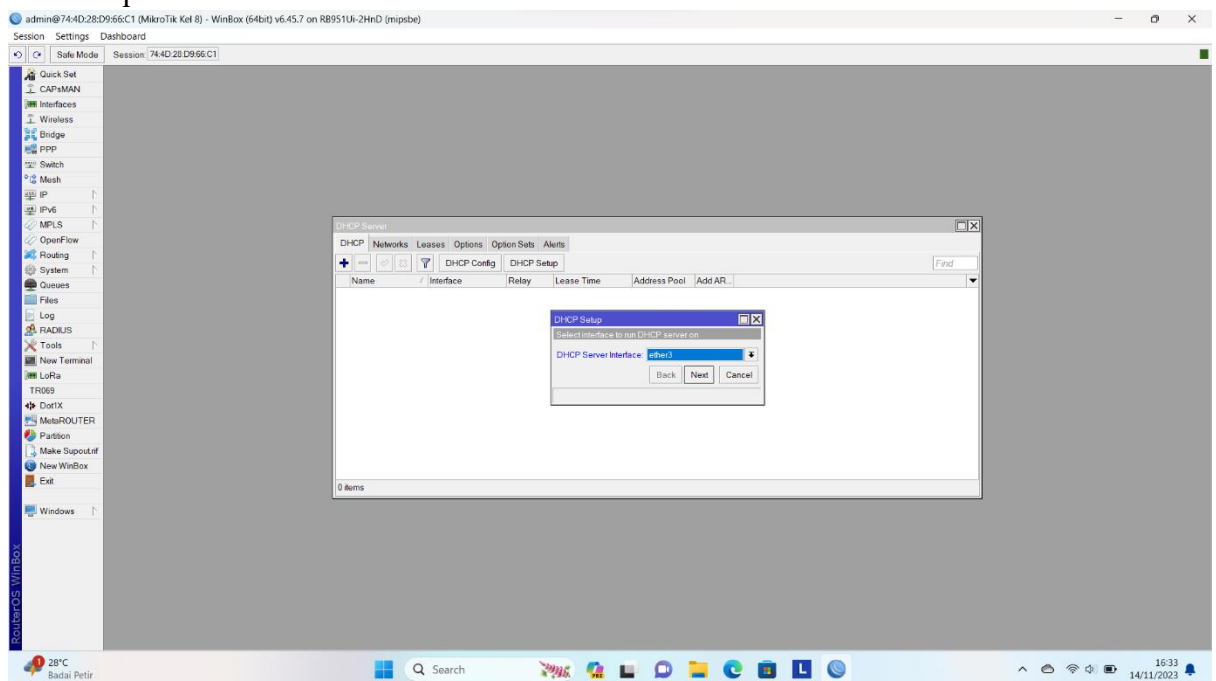 admin@74:4D:28:D9:66:C1 (MikroTik Kel 8) - WinBox (64bit) v6.45.7 on RB951Ui-2HnD (mipsbe)
Session Settings Dashboard
Safe Mode Session: 74:4D:28:D9:66:C1
Quick Set
CAPsMAN
Interfaces
Wireless
Bridge
PPP
Switch
Mesh
IP
IPv6
MPLS
OpenFlow
Routing
System
Queues
Files
Log
RADIUS
Tools
New Terminal
LoRa
TR069
Dot1X
MetaROUTER
Partition
Make Supout.rif
New WinBox
Exit
Windows
RouterOS WinBox
DHCP Server
DHCP Networks Leases Options Option Sets Alerts
DHCP Config DHCP Setup Find
Name Interface Relay Lease Time Address Pool Add AR...
DHCP Setup
Select interface to run DHCP server on
DHCP Server Interface: ether3
Back Next Cancel
0 items
1
28°C
Badai Petir
Search
PRE
L
16:33
14/11/2023